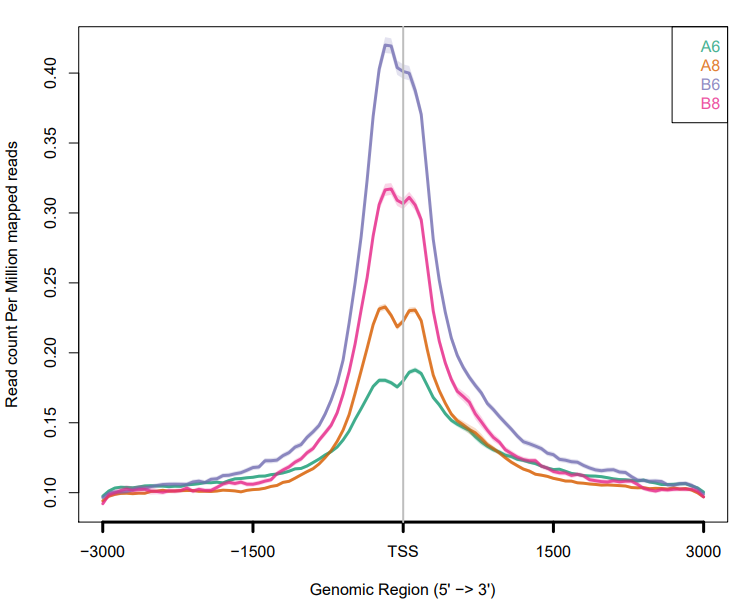 A6
A8
B6
B8
Read count Per Million mapped reads
0.40
0.35
0.30
0.25
0.20
0.15
0.10
−3000 −1500 TSS 1500 3000
Genomic Region (5' −> 3')